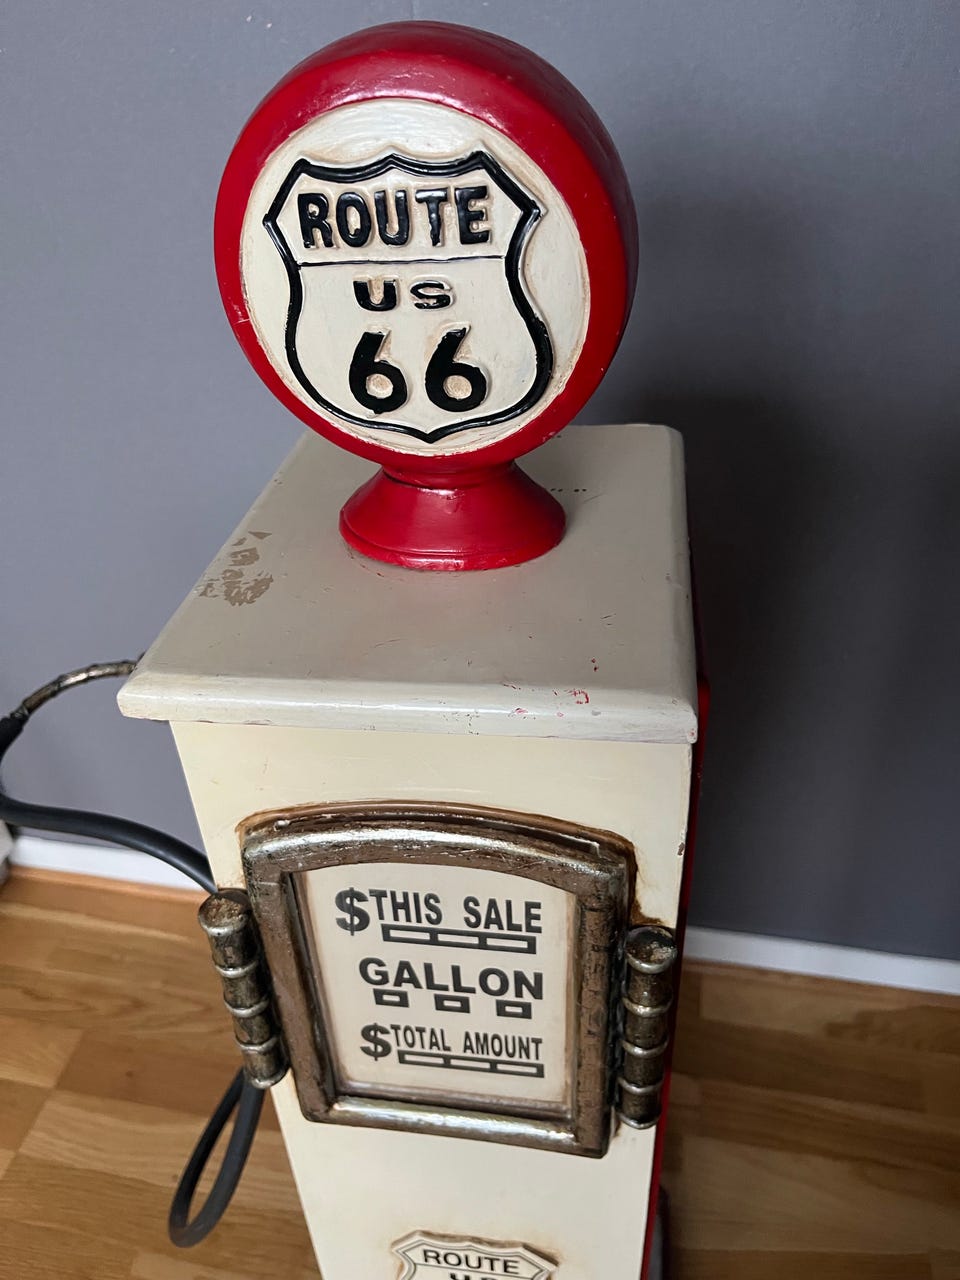 ROUTE
US
66
$THIS SALE
GALLON
$TOTAL AMOUNT
ROUTE
U.S